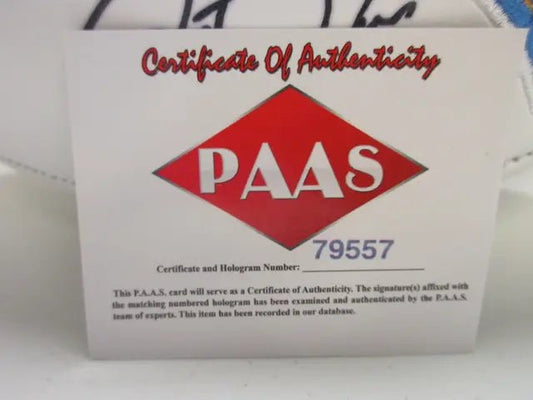 Certificate Of Authenticity
PAAS
79557
Certificate and Hologram Number:
This P.A.A.S. card will serve as a Certificate of Authenticity. The signature(s) affixed with
the matching numbered hologram has been examined and authenticated by the P.A.A.S.
team of experts. This item has been recorded in our database.